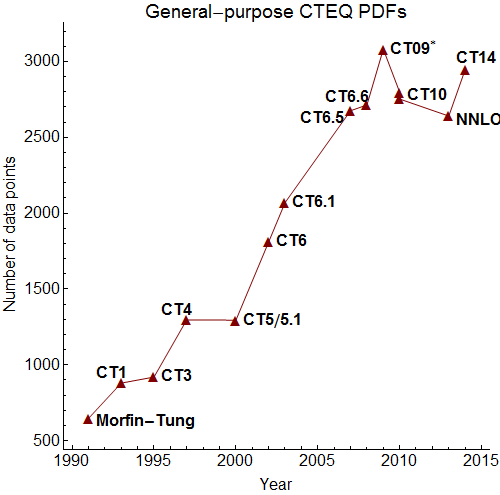 General-purpose CTEQ PDFs
Number of data points
3000
2500
2000
1500
1000
500
CT09*
CT14
CT6.6
CT10
CT6.5
NNLO
CT6.1
CT6
CT4
CT5/5.1
CT1
CT3
Morfin-Tung
1990 1995 2000 2005 2010 2015
Year